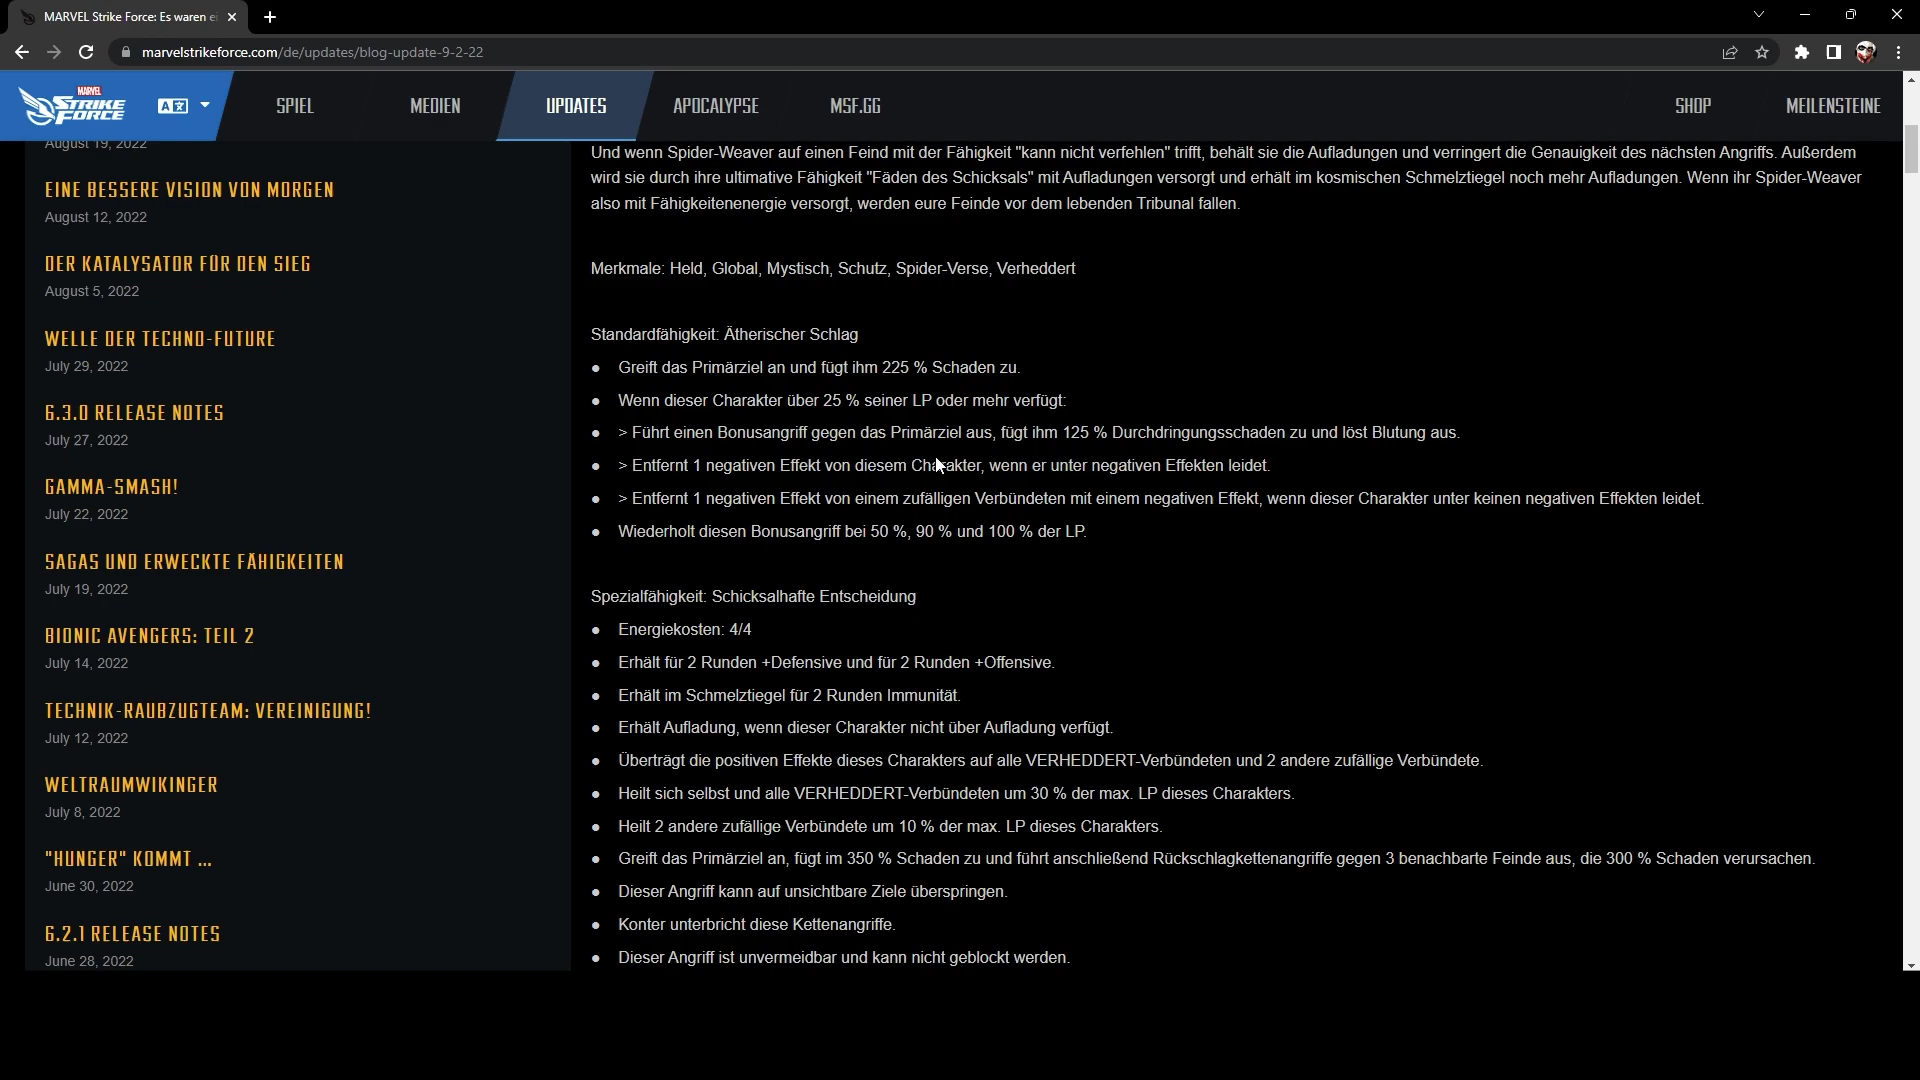 MARVEL Strike Force: Es waren ei
marvelstrikeforce.com/de/updates/blog-update-9-2-22
MARVEL
STRIKE
FORCE
SPIEL
MEDIEN
UPDATES
APOCALYPSE
MSF.GG
SHOP
MEILENSTEINE
August 19, 2022
EINE BESSERE VISION VON MORGEN
August 12, 2022
DER KATALYSATOR FÜR DEN SIEG
August 5, 2022
WELLE DER TECHNO-FUTURE
July 29, 2022
6.3.0 RELEASE NOTES
July 27, 2022
GAMMA-SMASH!
July 22, 2022
SAGAS UND ERWECKTE FÄHIGKEITEN
July 19, 2022
BIONIC AVENGERS: TEIL 2
July 14, 2022
TECHNIK-RAUBZUGTEAM: VEREINIGUNG!
July 12, 2022
WELTRAUMWIKINGER
July 8, 2022
"HUNGER" KOMMT ...
June 30, 2022
6.2.1 RELEASE NOTES
June 28, 2022
Und wenn Spider-Weaver auf einen Feind mit der Fähigkeit "kann nicht verfehlen" trifft, behält sie die Aufladungen und verringert die Genauigkeit des nächsten Angriffs. Außerdem
wird sie durch ihre ultimative Fähigkeit "Fäden des Schicksals" mit Aufladungen versorgt und erhält im kosmischen Schmelztiegel noch mehr Aufladungen. Wenn ihr Spider-Weaver
also mit Fähigkeitenenergie versorgt, werden eure Feinde vor dem lebenden Tribunal fallen.
Merkmale: Held, Global, Mystisch, Schutz, Spider-Verse, Verheddert
Standardfähigkeit: Ätherischer Schlag
● Greift das Primärziel an und fügt ihm 225 % Schaden zu.
● Wenn dieser Charakter über 25 % seiner LP oder mehr verfügt:
● > Führt einen Bonusangriff gegen das Primärziel aus, fügt ihm 125 % Durchdringungsschaden zu und löst Blutung aus.
● > Entfernt 1 negativen Effekt von diesem Charakter, wenn er unter negativen Effekten leidet.
● > Entfernt 1 negativen Effekt von einem zufälligen Verbündeten mit einem negativen Effekt, wenn dieser Charakter unter keinen negativen Effekten leidet.
● Wiederholt diesen Bonusangriff bei 50 %, 90 % und 100 % der LP.
Spezialfähigkeit: Schicksalhafte Entscheidung
● Energiekosten: 4/4
● Erhält für 2 Runden +Defensive und für 2 Runden +Offensive.
● Erhält im Schmelztiegel für 2 Runden Immunität.
● Erhält Aufladung, wenn dieser Charakter nicht über Aufladung verfügt.
● Überträgt die positiven Effekte dieses Charakters auf alle VERHEDDERT-Verbündeten und 2 andere zufällige Verbündete.
● Heilt sich selbst und alle VERHEDDERT-Verbündeten um 30 % der max. LP dieses Charakters.
● Heilt 2 andere zufällige Verbündete um 10 % der max. LP dieses Charakters.
● Greift das Primärziel an, fügt im 350 % Schaden zu und führt anschließend Rückschlagkettenangriffe gegen 3 benachbarte Feinde aus, die 300 % Schaden verursachen.
● Dieser Angriff kann auf unsichtbare Ziele überspringen.
● Konter unterbricht diese Kettenangriffe.
● Dieser Angriff ist unvermeidbar und kann nicht geblockt werden.